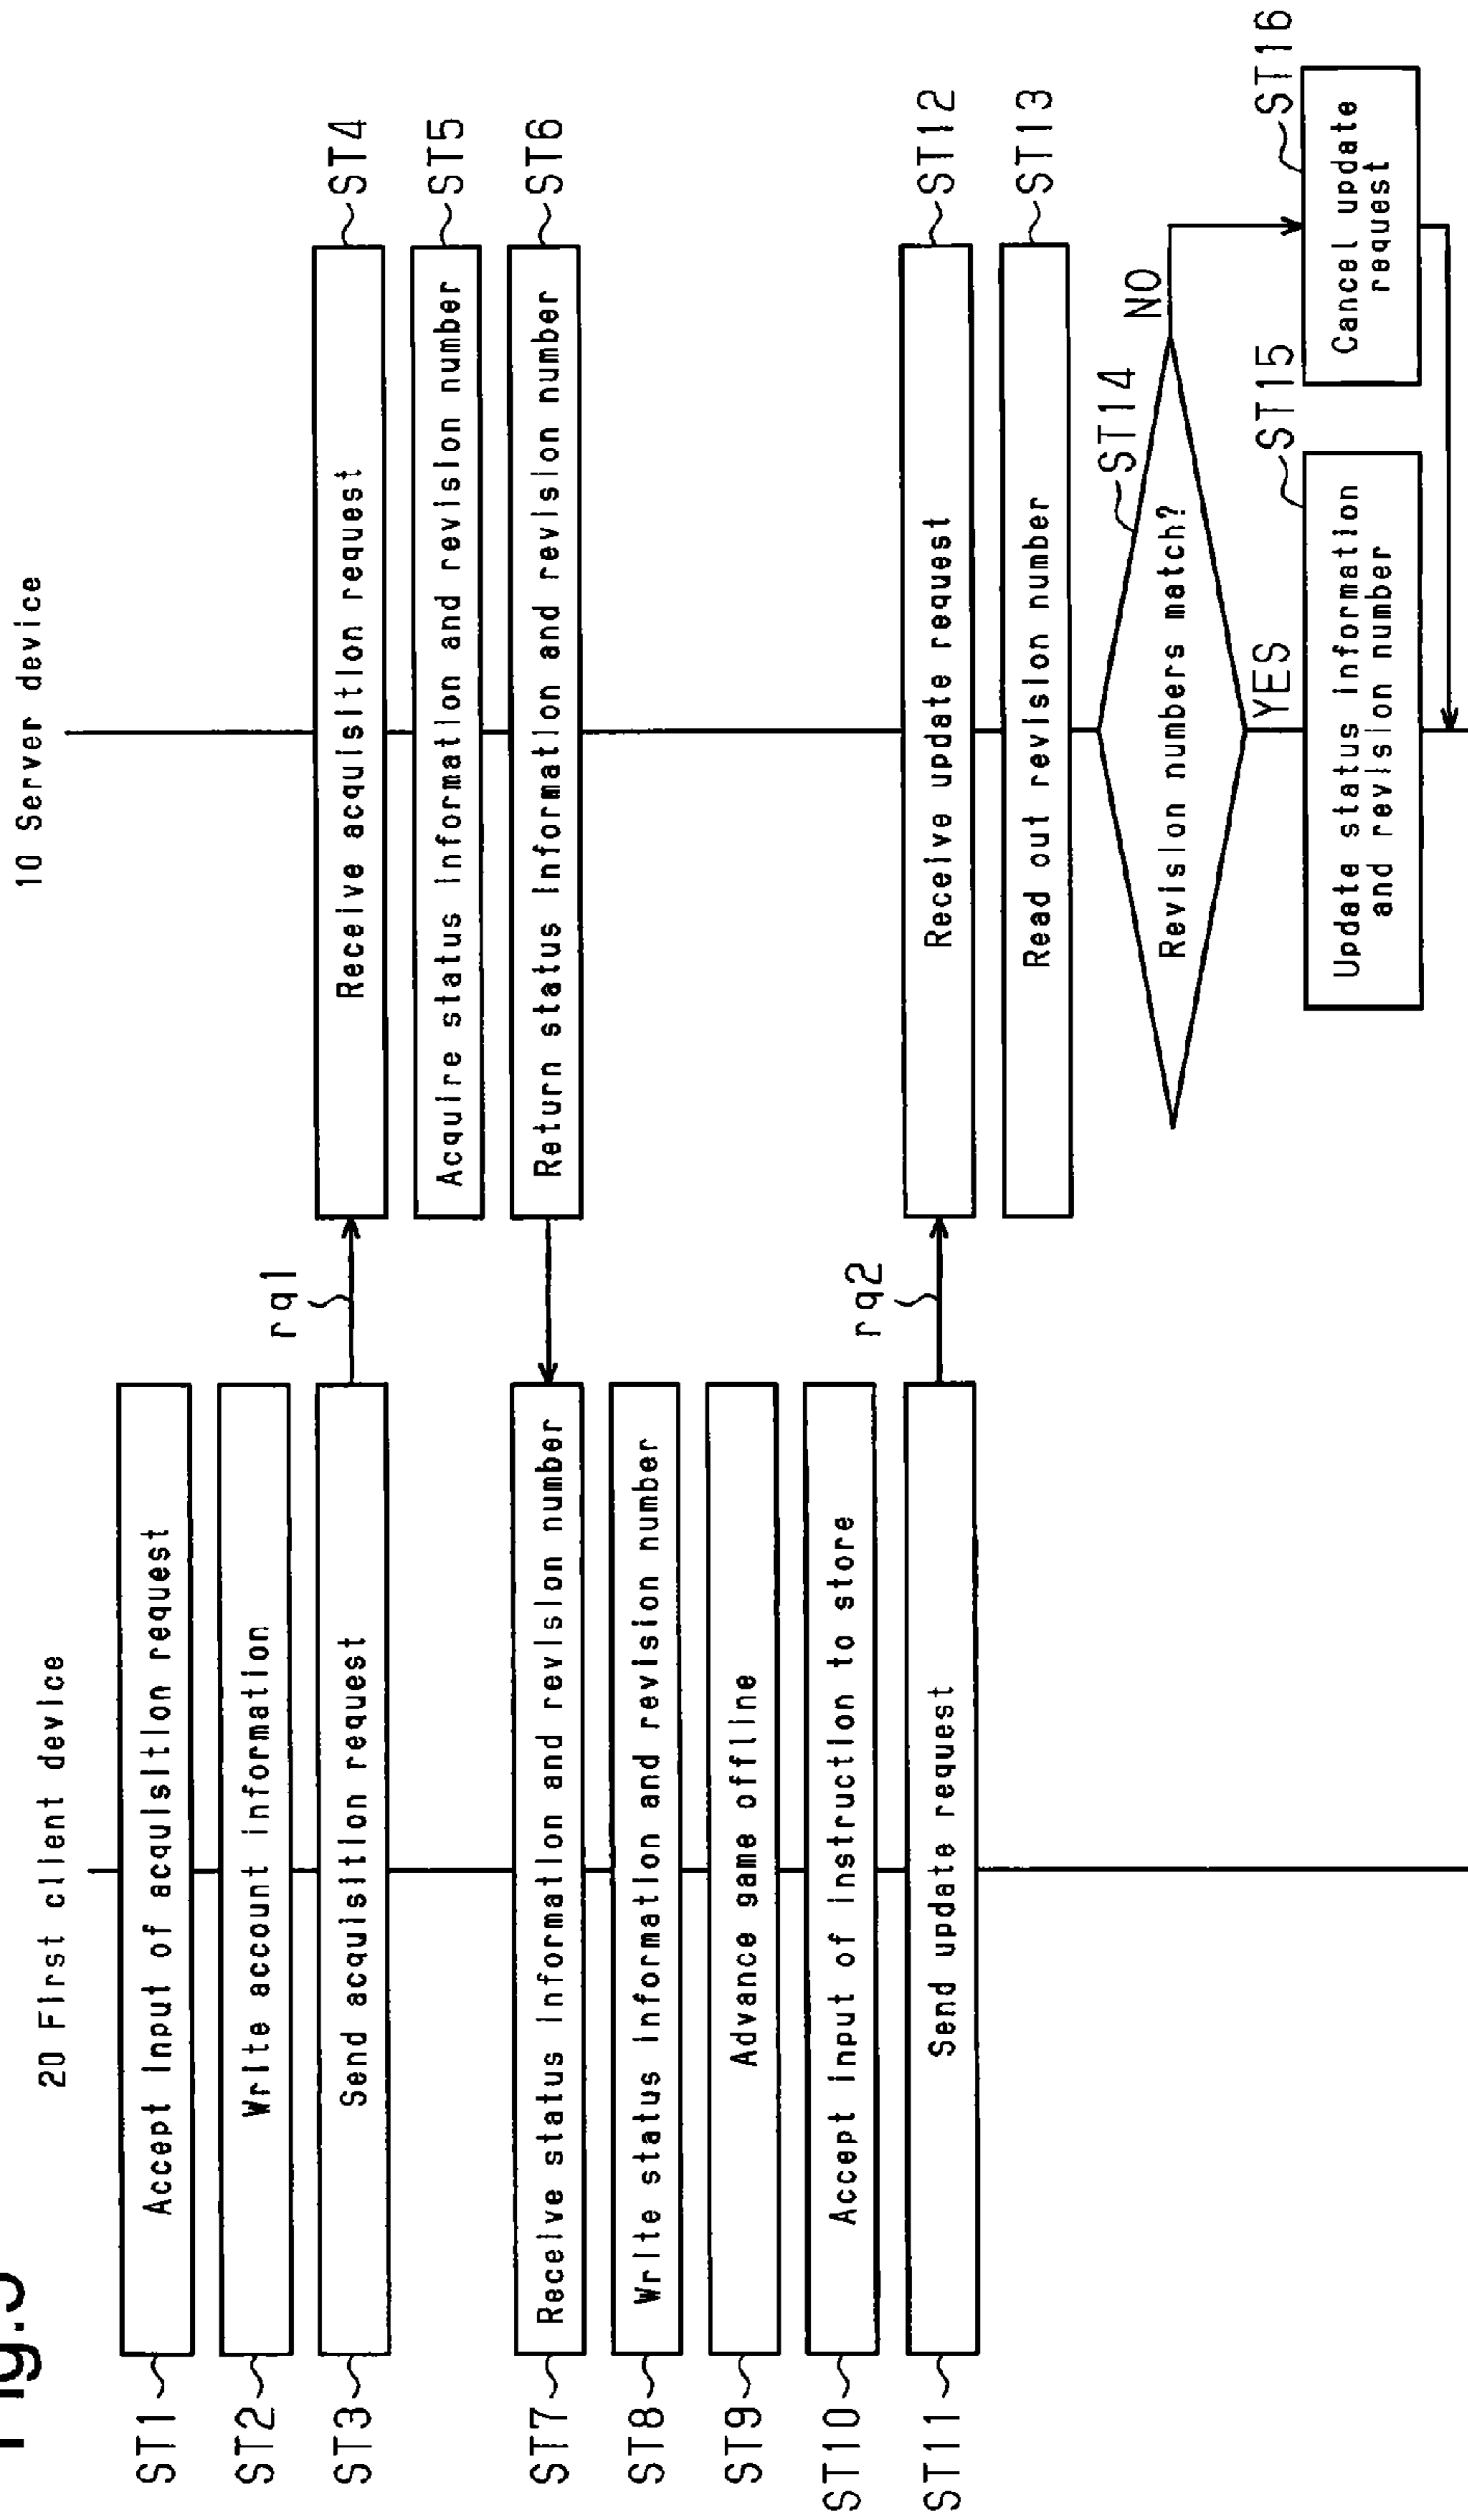 Fig.3
20 First client device
10 Server device
ST1
Accept input of acquisition request
ST2
Write account information
ST3
Send acquisition request
rq1
Receive acquisition request
ST4
Acquire status information and revision number
ST5
Return status information and revision number
ST6
ST7
Receive status information and revision number
ST8
Write status information and revision number
ST9
Advance game offline
ST10
Accept input of instruction to store
ST11
Send update request
rq2
Receive update request
ST12
Read out revision number
ST13
Revision numbers match?
ST14
NO
YES
Update status information
and revision number
ST15
Cancel update
request
ST16